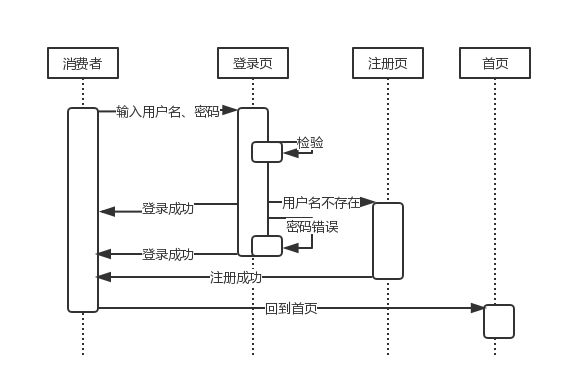 消费者
登录页
注册页
首页
输入用户名、密码
检验
用户名不存在
登录成功
密码错误
登录成功
注册成功
回到首页